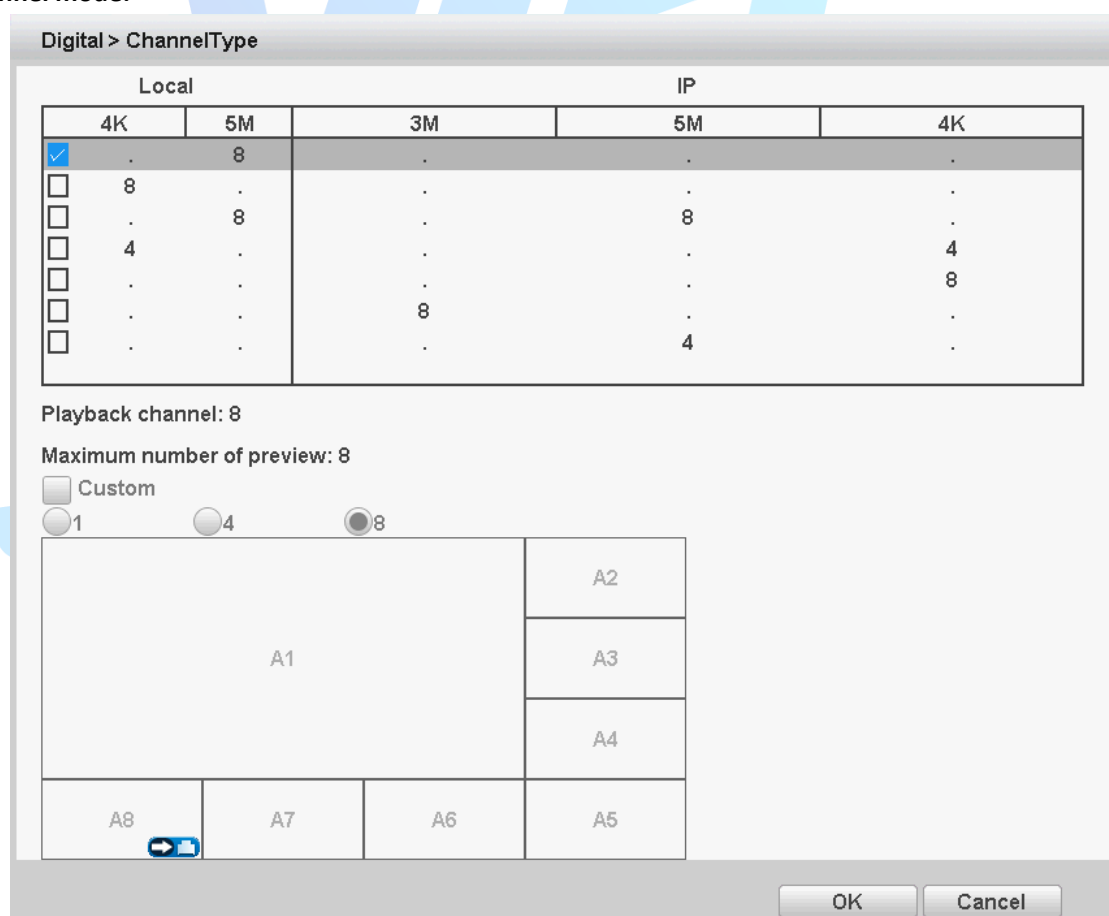 Digital > ChannelType
Local IP
4K 5M 3M 5M 4K
. 8 . . .
8 . . . .
. 8 . 8 .
4 . . . 4
. . . . 8
. . 8 . .
. . . 4 .
Playback channel: 8
Maximum number of preview: 8
Custom
1 4 8
A1 A2
A3
A4
A8 A7 A6 A5
OK Cancel